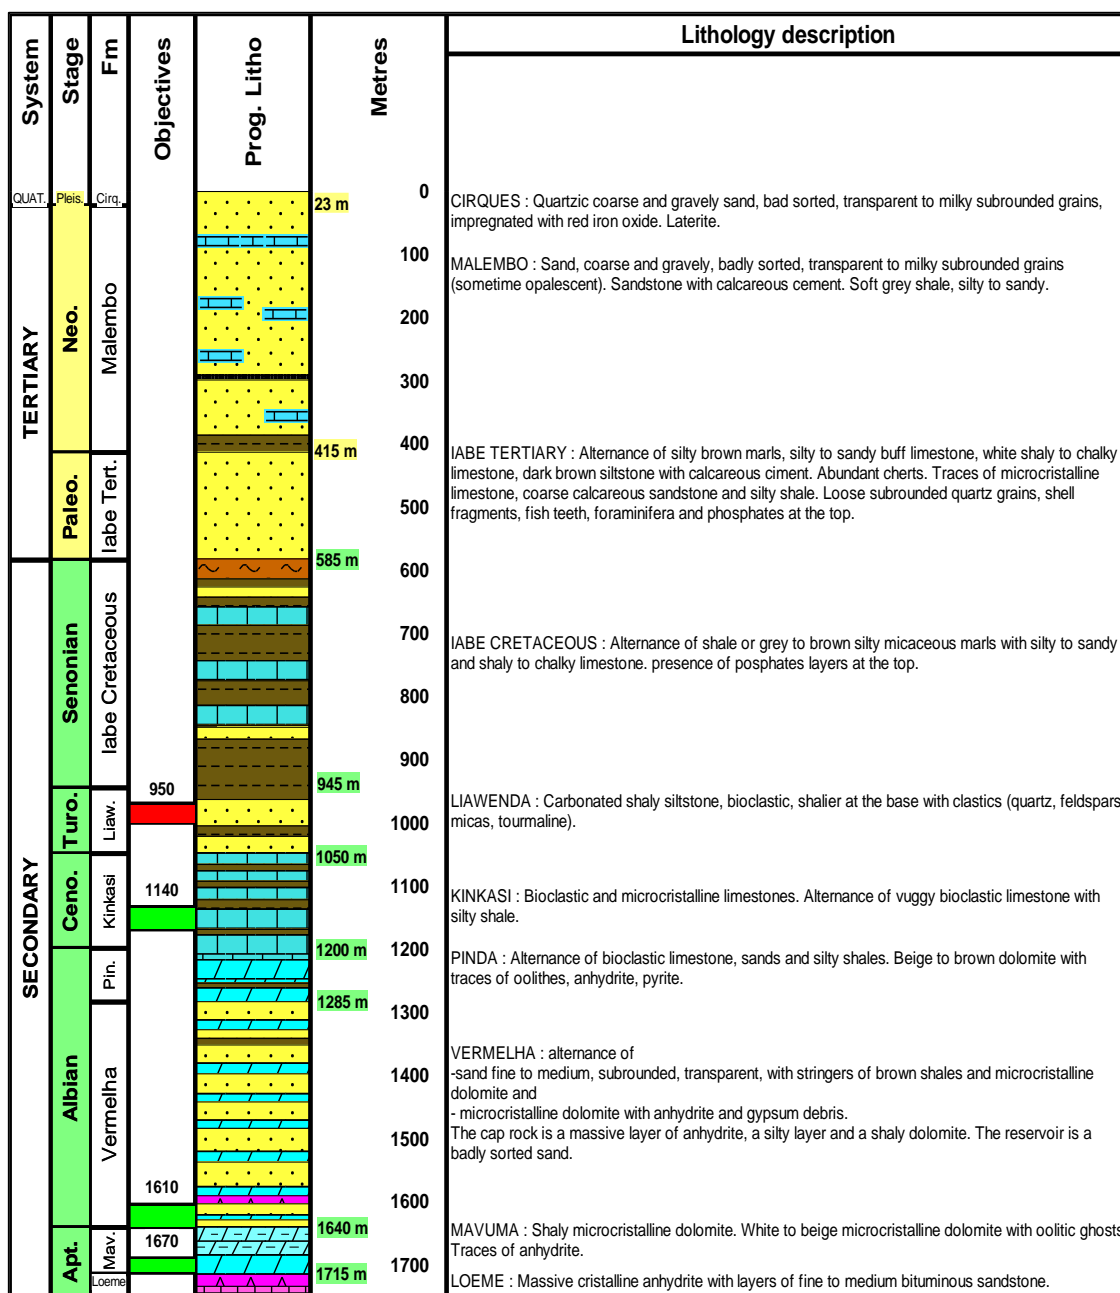 System
Stage
Fm
Objectives
Prog. Litho
Metres
Lithology description
QUAT.
Pleis.
Cirq.
TERTIARY
Neo.
Malembo
Paleo.
Iabe Tert.
SECONDARY
Senonian
Iabe Cretaceous
Turo.
Liaw.
Ceno.
Kinkasi
Albian
Pin.
Vermelha
Apt.
Mav.
Loeme
950
1140
1610
1670
23 m
415 m
585 m
945 m
1050 m
1200 m
1285 m
1640 m
1715 m
0
100
200
300
400
500
600
700
800
900
1000
1100
1200
1300
1400
1500
1600
1700
CIRQUES : Quartzic coarse and gravely sand, bad sorted, transparent to milky subrounded grains,
impregnated with red iron oxide. Laterite.
MALEMBO : Sand, coarse and gravely, badly sorted, transparent to milky subrounded grains
(sometime opalescent). Sandstone with calcareous cement. Soft grey shale, silty to sandy.
IABE TERTIARY : Alternance of silty brown marls, silty to sandy buff limestone, white shaly to chalky
limestone, dark brown siltstone with calcareous ciment. Abundant cherts. Traces of microcristalline
limestone, coarse calcareous sandstone and silty shale. Loose subrounded quartz grains, shell
fragments, fish teeth, foraminifera and phosphates at the top.
IABE CRETACEOUS : Alternance of shale or grey to brown silty micaceous marls with silty to sandy
and shaly to chalky limestone. presence of posphates layers at the top.
LIAWENDA : Carbonated shaly siltstone, bioclastic, shalier at the base with clastics (quartz, feldspars
micas, tourmaline).
KINKASI : Bioclastic and microcristalline limestones. Alternance of vuggy bioclastic limestone with
silty shale.
PINDA : Alternance of bioclastic limestone, sands and silty shales. Beige to brown dolomite with
traces of oolithes, anhydrite, pyrite.
VERMELHA : alternance of
-sand fine to medium, subrounded, transparent, with stringers of brown shales and microcristalline
dolomite and
- microcristalline dolomite with anhydrite and gypsum debris.
The cap rock is a massive layer of anhydrite, a silty layer and a shaly dolomite. The reservoir is a
badly sorted sand.
MAVUMA : Shaly microcristalline dolomite. White to beige microcristalline dolomite with oolitic ghosts
Traces of anhydrite.
LOEME : Massive cristalline anhydrite with layers of fine to medium bituminous sandstone.